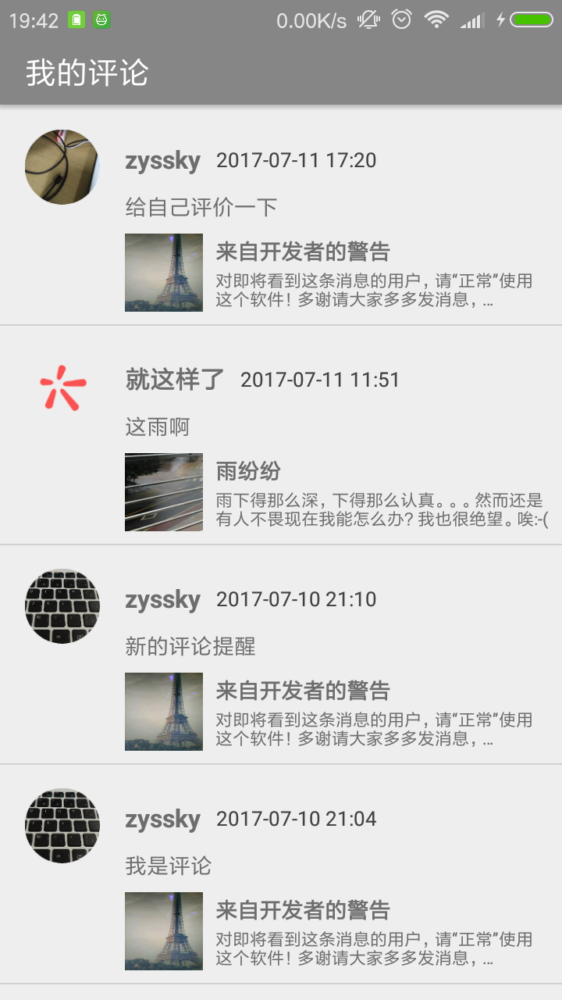 19:42 0.00K/s
我的评论
zyssky 2017-07-11 17:20
给自己评价一下
来自开发者的警告
对即将看到这条消息的用户，请“正常”使用
这个软件！多谢请大家多多发消息，...
就这样了 2017-07-11 11:51
这雨啊
雨纷纷
雨下得那么深，下得那么认真。。。然而还是
有人不畏现在我能怎么办？我也很绝望。唉:-(
zyssky 2017-07-10 21:10
新的评论提醒
来自开发者的警告
对即将看到这条消息的用户，请“正常”使用
这个软件！多谢请大家多多发消息，...
zyssky 2017-07-10 21:04
我是评论
来自开发者的警告
对即将看到这条消息的用户，请“正常”使用
这个软件！多谢请大家多多发消息，...